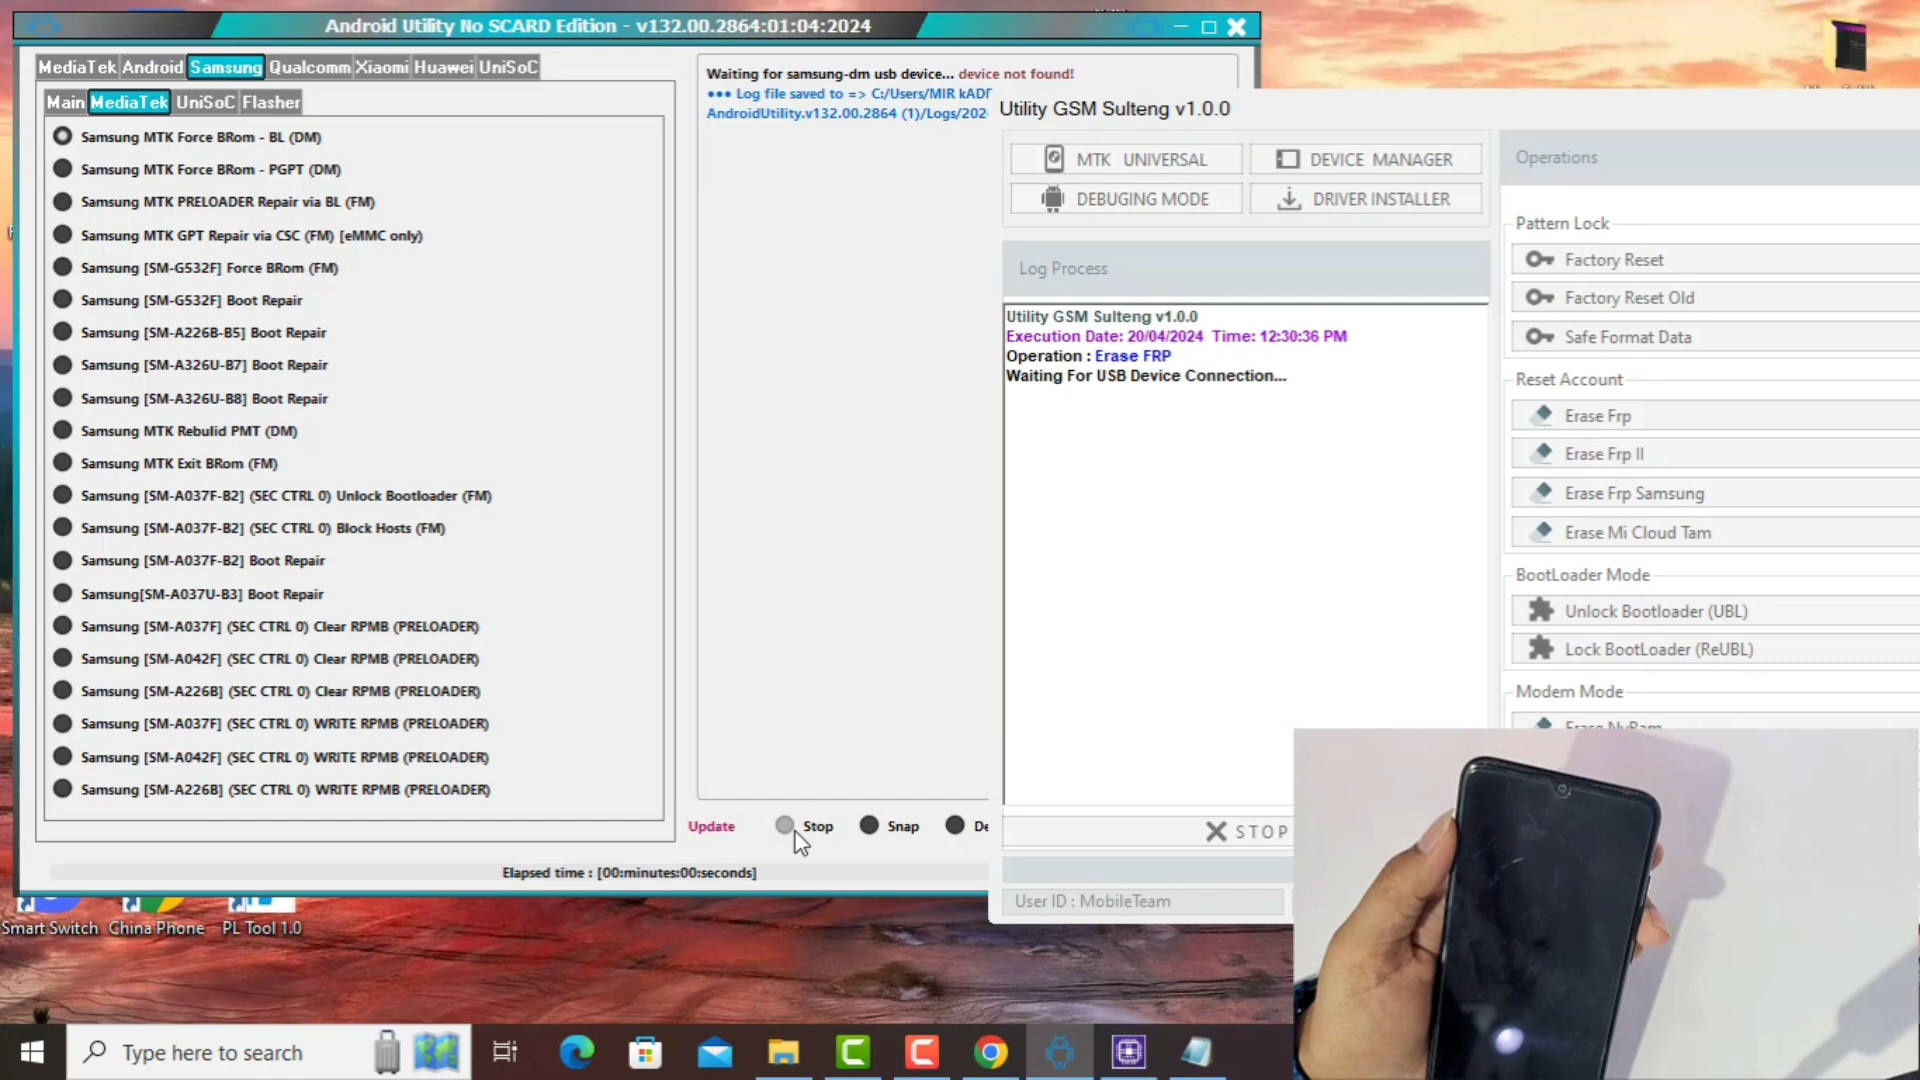 Android Utility No SCARD Edition - v132.00.2864:01:04:2024
MediaTek Android Samsung Qualcomm Xiaomi Huawei UniSoC
Main MediaTek UniSoC Flasher
Samsung MTK Force BRom - BL (DM)
Samsung MTK Force BRom - PGPT (DM)
Samsung MTK PRELOADER Repair via BL (FM)
Samsung MTK GPT Repair via CSC (FM) [eMMC only)
Samsung [SM-G532F] Force BRom (FM)
Samsung [SM-G532F] Boot Repair
Samsung [SM-A226B-B5] Boot Repair
Samsung [SM-A326U-B7] Boot Repair
Samsung [SM-A326U-B8] Boot Repair
Samsung MTK Rebulid PMT (DM)
Samsung MTK Exit BRom (FM)
Samsung [SM-A037F-B2] (SEC CTRL 0) Unlock Bootloader (FM)
Samsung [SM-A037F-B2] (SEC CTRL 0) Block Hosts (FM)
Samsung [SM-A037F-B2] Boot Repair
Samsung[SM-A037U-B3] Boot Repair
Samsung [SM-A037F] (SEC CTRL 0) Clear RPMB (PRELOADER)
Samsung [SM-A042F] (SEC CTRL 0) Clear RPMB (PRELOADER)
Samsung [SM-A226B] (SEC CTRL 0) Clear RPMB (PRELOADER)
Samsung [SM-A037F] (SEC CTRL 0) WRITE RPMB (PRELOADER)
Samsung [SM-A042F] (SEC CTRL 0) WRITE RPMB (PRELOADER)
Samsung [SM-A226B] (SEC CTRL 0) WRITE RPMB (PRELOADER)
Waiting for samsung-dm usb device... device not found!
••• Log file saved to => C:/Users/MIR kADI
AndroidUtility.v132.00.2864 (1)/Logs/202
Update Stop Snap De
Elapsed time : [00:minutes:00:seconds]
Utility GSM Sulteng v1.0.0
MTK UNIVERSAL DEVICE MANAGER
DEBUGING MODE DRIVER INSTALLER
Log Process
Utility GSM Sulteng v1.0.0
Execution Date: 20/04/2024 Time: 12:30:36 PM
Operation : Erase FRP
Waiting For USB Device Connection...
STOP
User ID : MobileTeam
Operations
Pattern Lock
Factory Reset
Factory Reset Old
Safe Format Data
Reset Account
Erase Frp
Erase Frp II
Erase Frp Samsung
Erase Mi Cloud Tam
BootLoader Mode
Unlock Bootloader (UBL)
Lock BootLoader (ReUBL)
Modem Mode
Erase NvRam
Smart Switch China Phone PL Tool 1.0
Type here to search